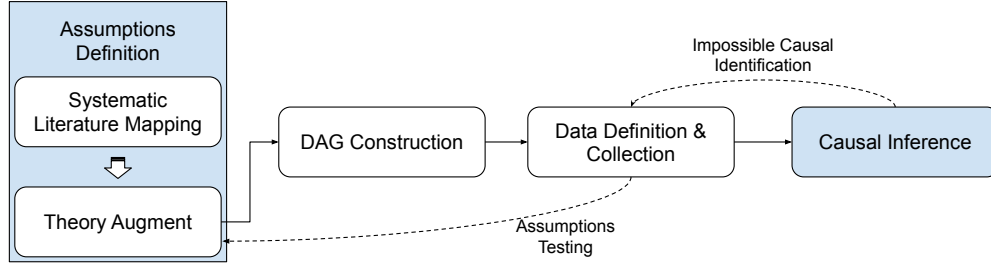 Assumptions
Definition
Systematic
Literature Mapping
Theory Augment
DAG Construction
Data Definition &
Collection
Causal Inference
Impossible Causal
Identification
Assumptions
Testing